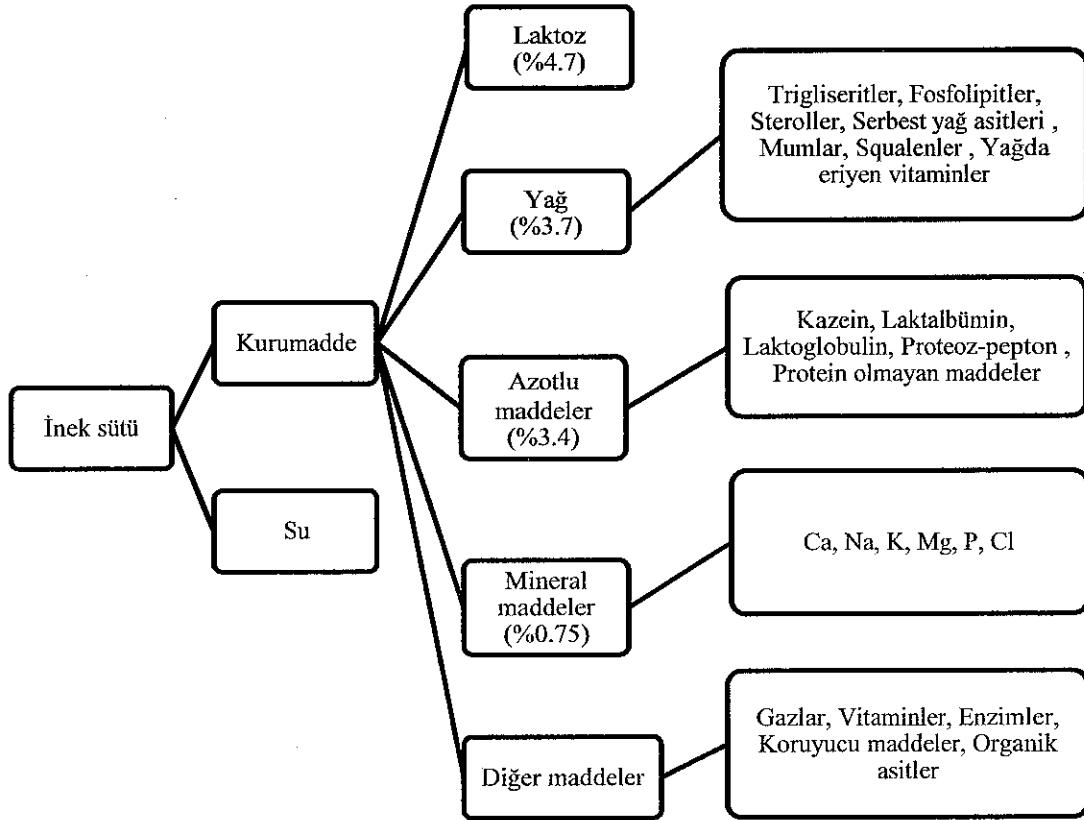 İnek sütü
Kurumadde
Su
Laktoz
(%4.7)
Yağ
(%3.7)
Azotlu
maddeler
(%3.4)
Mineral
maddeler
(%0.75)
Diğer maddeler
Trigliseritler, Fosfolipitler,
Steroller, Serbest yağ asitleri ,
Mumlar, Squalenler , Yağda
eriyen vitaminler
Kazein, Laktalbümin,
Laktoglobulin, Proteoz-pepton ,
Protein olmayan maddeler
Ca, Na, K, Mg, P, Cl
Gazlar, Vitaminler, Enzimler,
Koruyucu maddeler, Organik
asitler